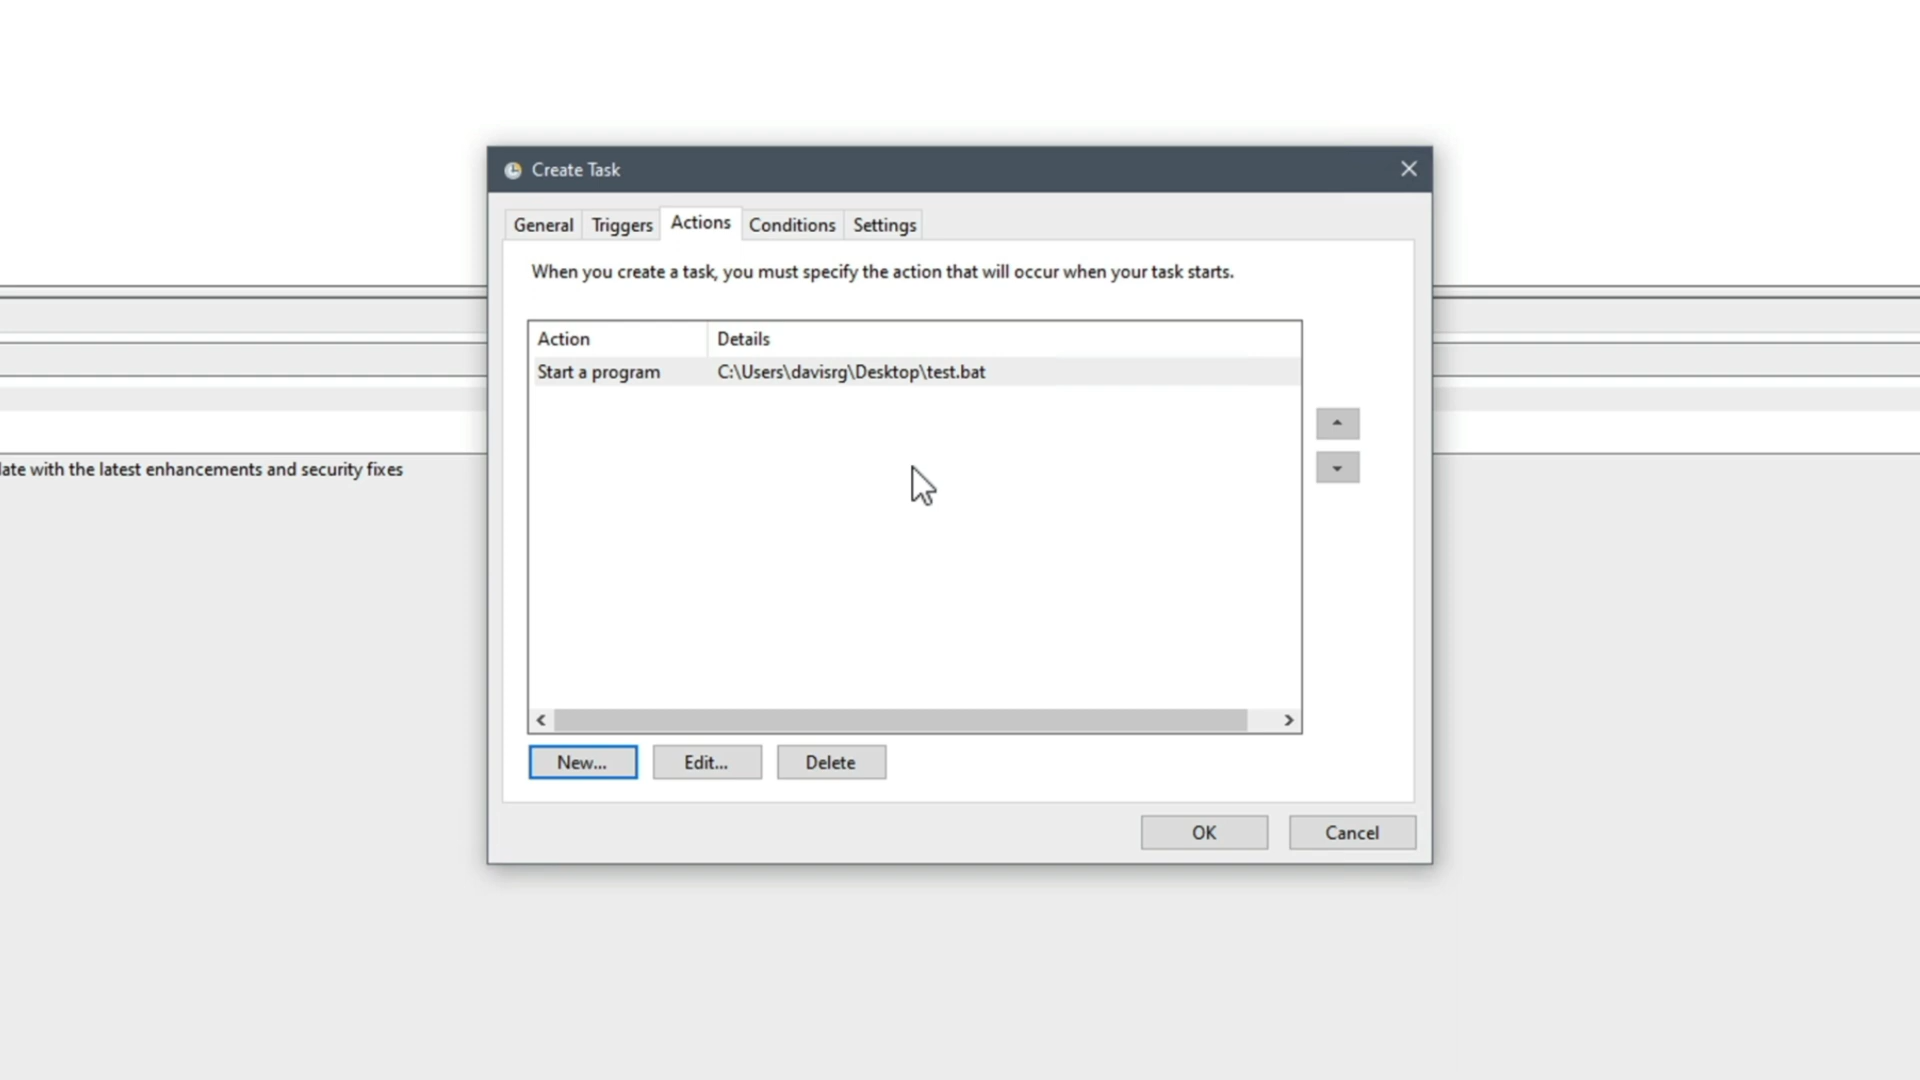 Create Task
General Triggers Actions Conditions Settings
When you create a task, you must specify the action that will occur when your task starts.
Action Details
Start a program C:\Users\davisrg\Desktop\test.bat
late with the latest enhancements and security fixes
New... Edit... Delete
OK Cancel